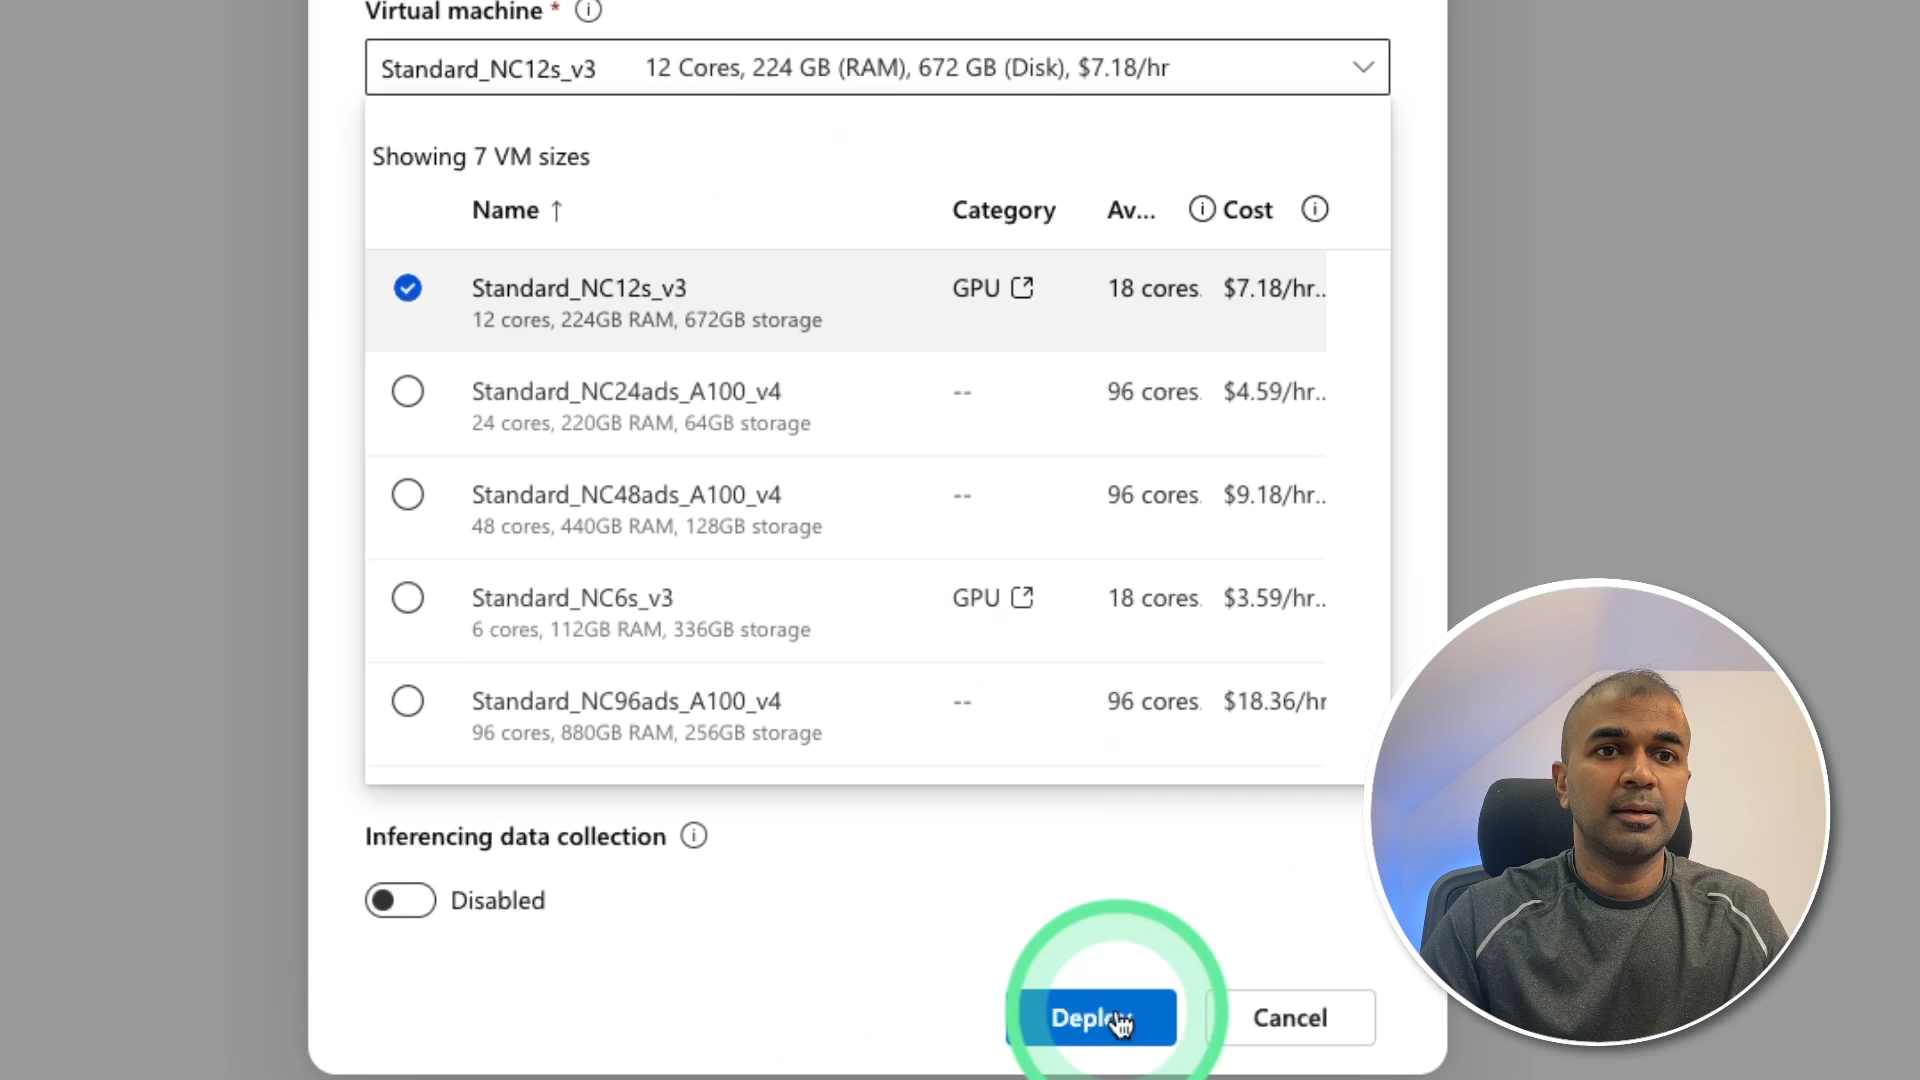 Virtual machine *
Standard_NC12s_v3 12 Cores, 224 GB (RAM), 672 GB (Disk), $7.18/hr
Showing 7 VM sizes
Name ↑ Category Av... Cost
Standard_NC12s_v3 GPU 18 cores $7.18/hr..
12 cores, 224GB RAM, 672GB storage
Standard_NC24ads_A100_v4 -- 96 cores $4.59/hr..
24 cores, 220GB RAM, 64GB storage
Standard_NC48ads_A100_v4 -- 96 cores $9.18/hr..
48 cores, 440GB RAM, 128GB storage
Standard_NC6s_v3 GPU 18 cores $3.59/hr..
6 cores, 112GB RAM, 336GB storage
Standard_NC96ads_A100_v4 -- 96 cores $18.36/hr
96 cores, 880GB RAM, 256GB storage
Inferencing data collection
Disabled
Deploy Cancel